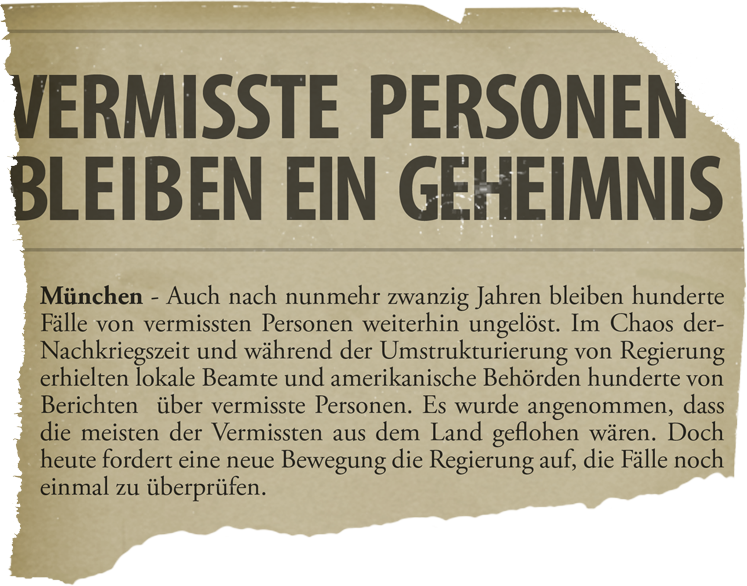 VERMISSTE PERSONEN
BLEIBEN EIN GEHEIMNIS
München - Auch nach nunmehr zwanzig Jahren bleiben hunderte
Fälle von vermissten Personen weiterhin ungelöst. Im Chaos der-
Nachkriegszeit und während der Umstrukturierung von Regierung
erhielten lokale Beamte und amerikanische Behörden hunderte von
Berichten über vermisste Personen. Es wurde angenommen, dass
die meisten der Vermissten aus dem Land geflohen wären. Doch
heute fordert eine neue Bewegung die Regierung auf, die Fälle noch
einmal zu überprüfen.